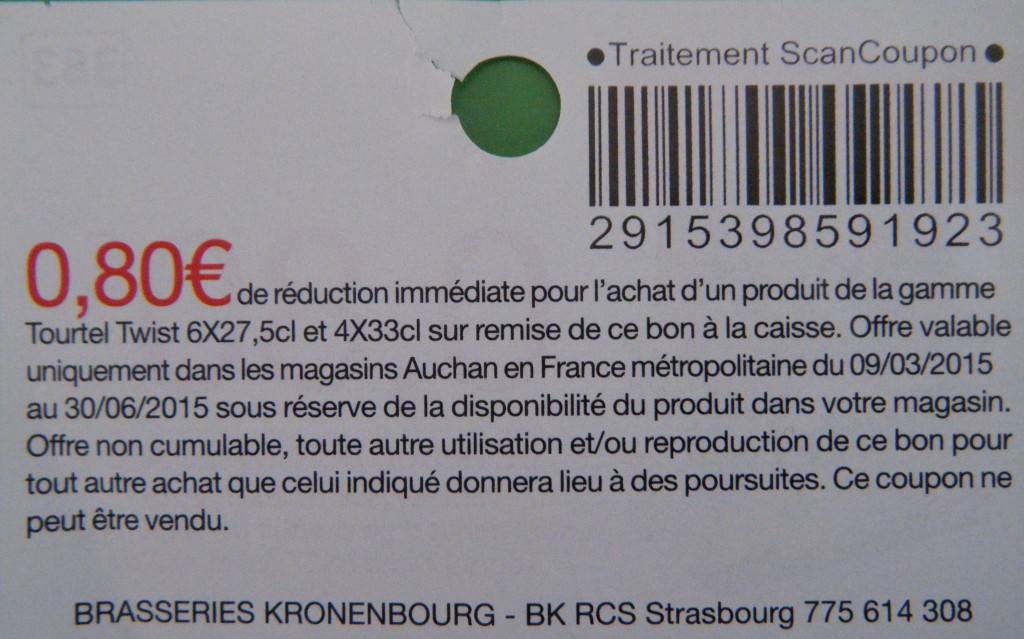 ● Traitement ScanCoupon ●
2915398591923
0,80€ de réduction immédiate pour l'achat d'un produit de la gamme
Tourtel Twist 6X27,5cl et 4X33cl sur remise de ce bon à la caisse. Offre valable
uniquement dans les magasins Auchan en France métropolitaine du 09/03/2015
au 30/06/2015 sous réserve de la disponibilité du produit dans votre magasin.
Offre non cumulable, toute autre utilisation et/ou reproduction de ce bon pour
tout autre achat que celui indiqué donnera lieu à des poursuites. Ce coupon ne
peut être vendu.
BRASSERIES KRONENBOURG - BK RCS Strasbourg 775 614 308